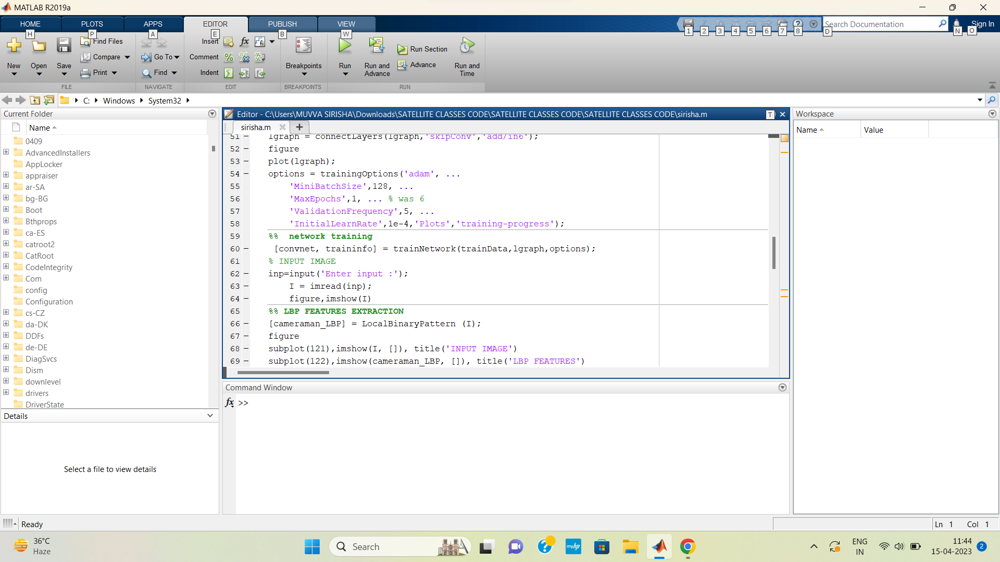 MATLAB R2019a
HOME
PLOTS
APPS
EDITOR
PUBLISH
VIEW
H
P
A
E
B
W
1
2
3
4
5
6
7
8
Search Documentation
D
N
Sign In
O
New
Open
Save
Find Files
Compare
Print
FILE
Go To
Find
NAVIGATE
Insert
fx
Comment
Indent
EDIT
Breakpoints
BREAKPOINTS
Run
Run and
Advance
Run Section
Advance
Run and
Time
RUN
C:
Windows
System32
Current Folder
Name
0409
AdvancedInstallers
AppLocker
appraiser
ar-SA
bg-BG
Boot
Bthprops
ca-ES
catroot2
CatRoot
CodeIntegrity
Com
config
Configuration
cs-CZ
da-DK
DDFs
de-DE
DiagSvcs
Dism
downlevel
drivers
DriverState
Details
Select a file to view details
Editor - C:\Users\MUVVA SIRISHA\Downloads\SATELLITE CLASSES CODE\SATELLITE CLASSES CODE\SATELLITE CLASSES CODE\sirisha.m
T
sirisha.m
51 lgraph = connectLayers(lgraph,'skipConv','add/in6');
52 figure
53 plot(lgraph);
54 options = trainingOptions('adam', ...
55 'MiniBatchSize',128, ...
56 'MaxEpochs',1, ... % was 6
57 'ValidationFrequency',5, ...
58 'InitialLearnRate',1e-4,'Plots','training-progress');
59 %% network training
60 [convnet, traininfo] = trainNetwork(trainData,lgraph,options);
61 % INPUT IMAGE
62 inp=input('Enter input :');
63 I = imread(inp);
64 figure,imshow(I)
65 %% LBP FEATURES EXTRACTION
66 [cameraman_LBP] = LocalBinaryPattern (I);
67 figure
68 subplot(121),imshow(I, []), title('INPUT IMAGE')
69 subplot(122),imshow(cameraman_LBP, []), title('LBP FEATURES')
Command Window
fx >>
Workspace
Name
Value
Ready
Ln 1 Col 1
36°C
Haze
Search
myhp
ENG
IN
11:44
15-04-2023
2